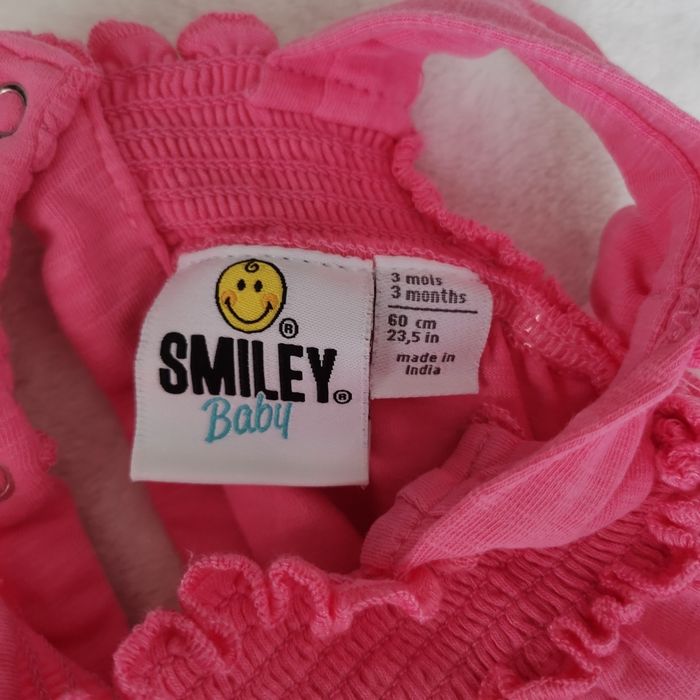 ®
SMILEY®
Baby
3 mois
3 months
60 cm
23,5 in
made in
India